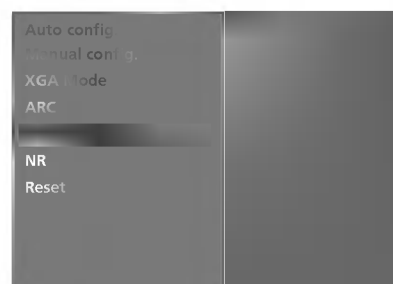 Auto config.
Manual config.
XGA Mode
ARC
NR
Reset